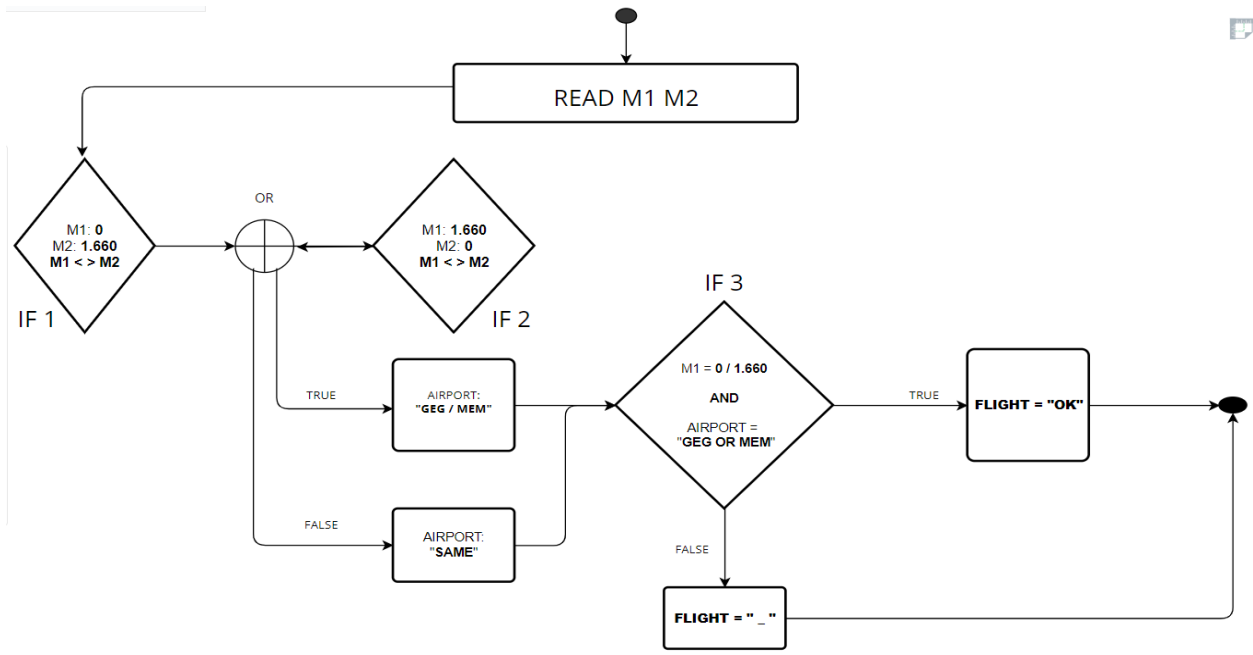 READ M1 M2
OR
M1: 0
M2: 1.660
M1 < > M2
IF 1
M1: 1.660
M2: 0
M1 < > M2
IF 2
TRUE
AIRPORT:
"GEG / MEM"
FALSE
AIRPORT:
"SAME"
IF 3
M1 = 0 / 1.660
AND
AIRPORT =
"GEG OR MEM"
TRUE
FLIGHT = "OK"
FALSE
FLIGHT = " _ "